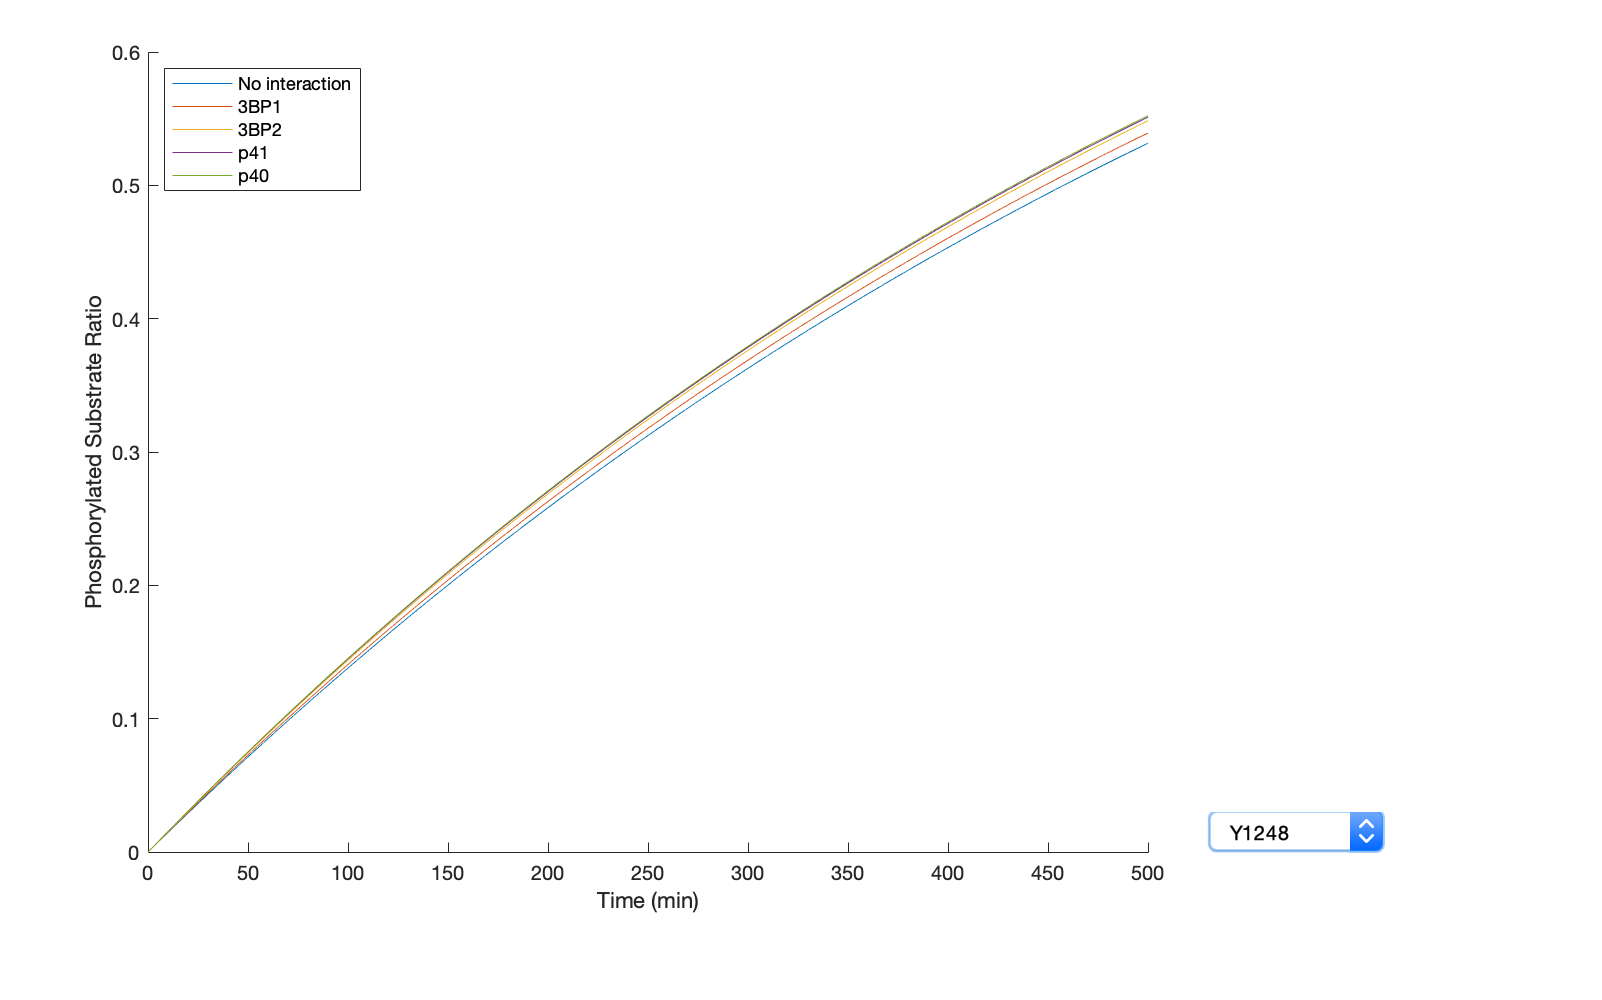 0.6
0.5
0.4
0.3
0.2
0.1
0
Phosphorylated Substrate Ratio
No interaction
3BP1
3BP2
p41
p40
0 50 100 150 200 250 300 350 400 450 500
Time (min)
Y1248